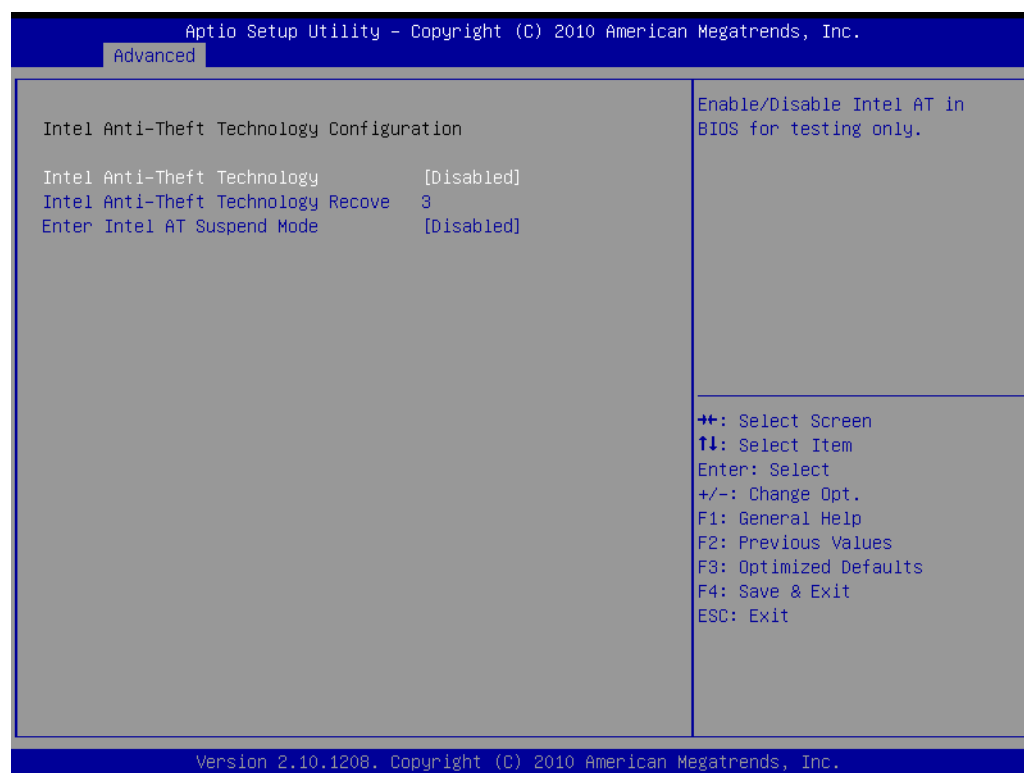 Aptio Setup Utility – Copyright (C) 2010 American Megatrends, Inc.
Advanced
Intel Anti-Theft Technology Configuration
Intel Anti-Theft Technology [Disabled]
Intel Anti-Theft Technology Recove 3
Enter Intel AT Suspend Mode [Disabled]
Enable/Disable Intel AT in
BIOS for testing only.
→←: Select Screen
↑↓: Select Item
Enter: Select
+/-: Change Opt.
F1: General Help
F2: Previous Values
F3: Optimized Defaults
F4: Save & Exit
ESC: Exit
Version 2.10.1208. Copyright (C) 2010 American Megatrends, Inc.